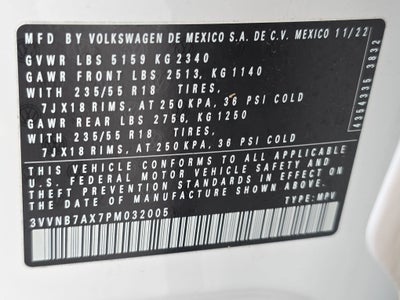 MFD BY VOLKSWAGEN DE MEXICO S.A. DE C.V. MEXICO 11/22
GVWR LBS 5159 KG 2340
GAWR FRONT LBS 2513, KG 1140
WITH 235/55 R18 TIRES,
7JX18 RIMS, AT 250 KPA, 36 PSI COLD
GAWR REAR LBS 2756, KG 1250
WITH 235/55 R18 TIRES,
7JX18 RIMS, AT 250 KPA, 36 PSI COLD
THIS VEHICLE CONFORMS TO ALL APPLICABLE
U.S. FEDERAL MOTOR VEHICLE SAFETY AND
THEFT PREVENTION STANDARDS IN EFFECT ON
THE DATE OF MANUFACTURE SHOWN ABOVE.
3VVNB7AX7PM032005 TYPE: MPV
4354335 3832